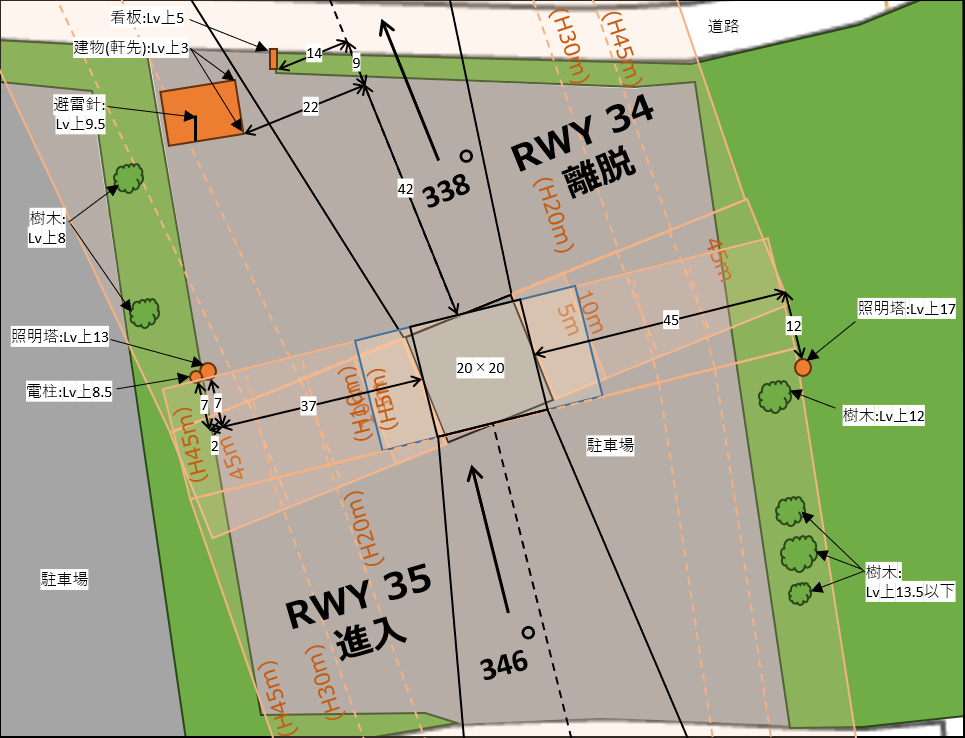 看板:Lv上5
道路
建物(軒先):Lv上3
14
9
(H30m)
(H45m)
避雷針:
Lv上9.5
22
RWY 34
離脱
338°
42
(H20m)
樹木:
Lv上8
45m
10m
5m
照明塔:Lv上17
45
12
照明塔:Lv上13
20×20
電柱:Lv上8.5
7
7
37
(H5m)
樹木:Lv上12
2
(H45m)
45m
駐車場
(H20m)
駐車場
RWY 35
進入
樹木:
Lv上13.5以下
346°
(H30m)
(H45m)